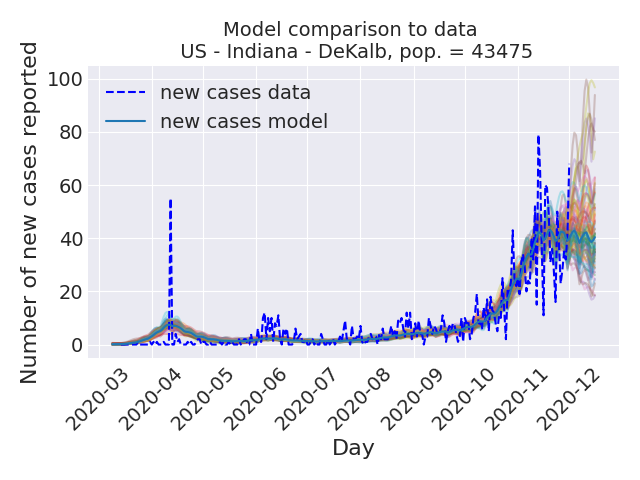 Model comparison to data
US - Indiana - DeKalb, pop. = 43475
Number of new cases reported
100
80
60
40
20
0
new cases data
new cases model
2020-03
2020-04
2020-05
2020-06
2020-07
2020-08
2020-09
2020-10
2020-11
2020-12
Day